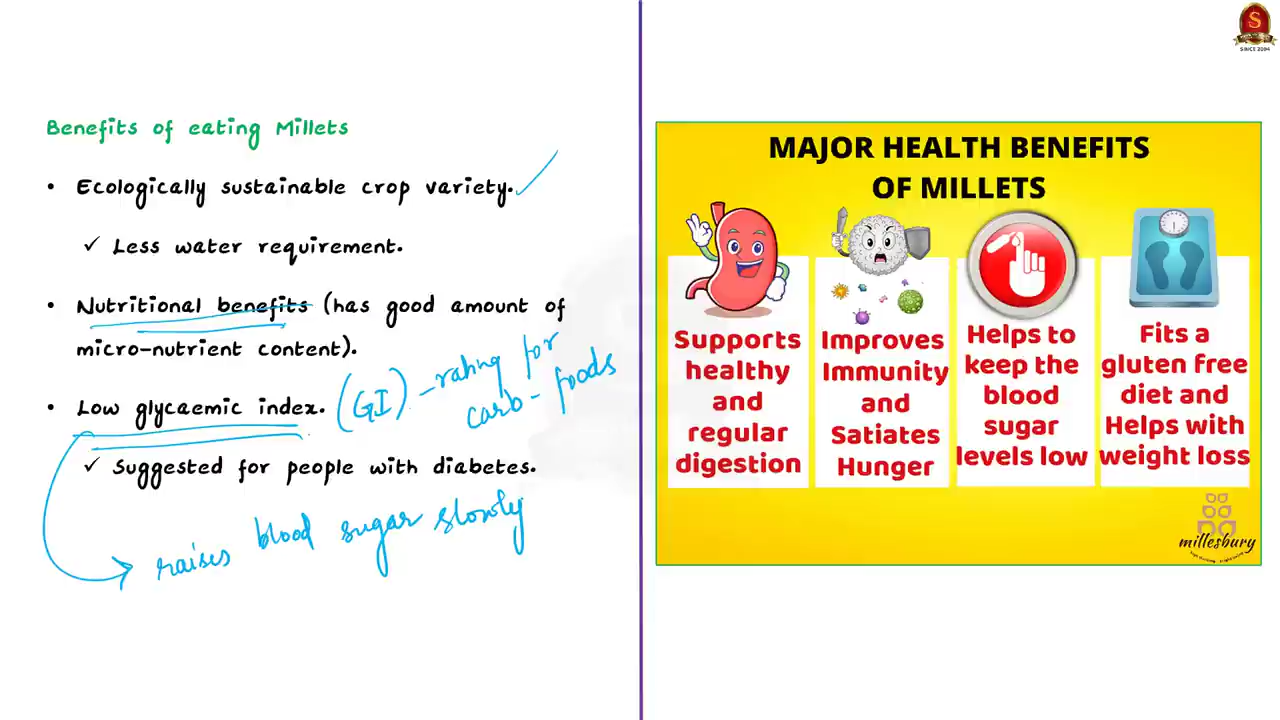 Benefits of eating Millets
• Ecologically sustainable crop variety.
✓ Less water requirement.
• Nutritional benefits (has good amount of
micro-nutrient content).
• Low glycaemic index. (GI) - rating for
carb - foods
✓ Suggested for people with diabetes.
raises blood sugar slowly
S
SINCE 2004
MAJOR HEALTH BENEFITS
OF MILLETS
Supports
healthy
and
regular
digestion
Improves
Immunity
and
Satiates
Hunger
Helps to
keep the
blood
sugar
levels low
Fits a
gluten free
diet and
Helps with
weight loss
millesbury